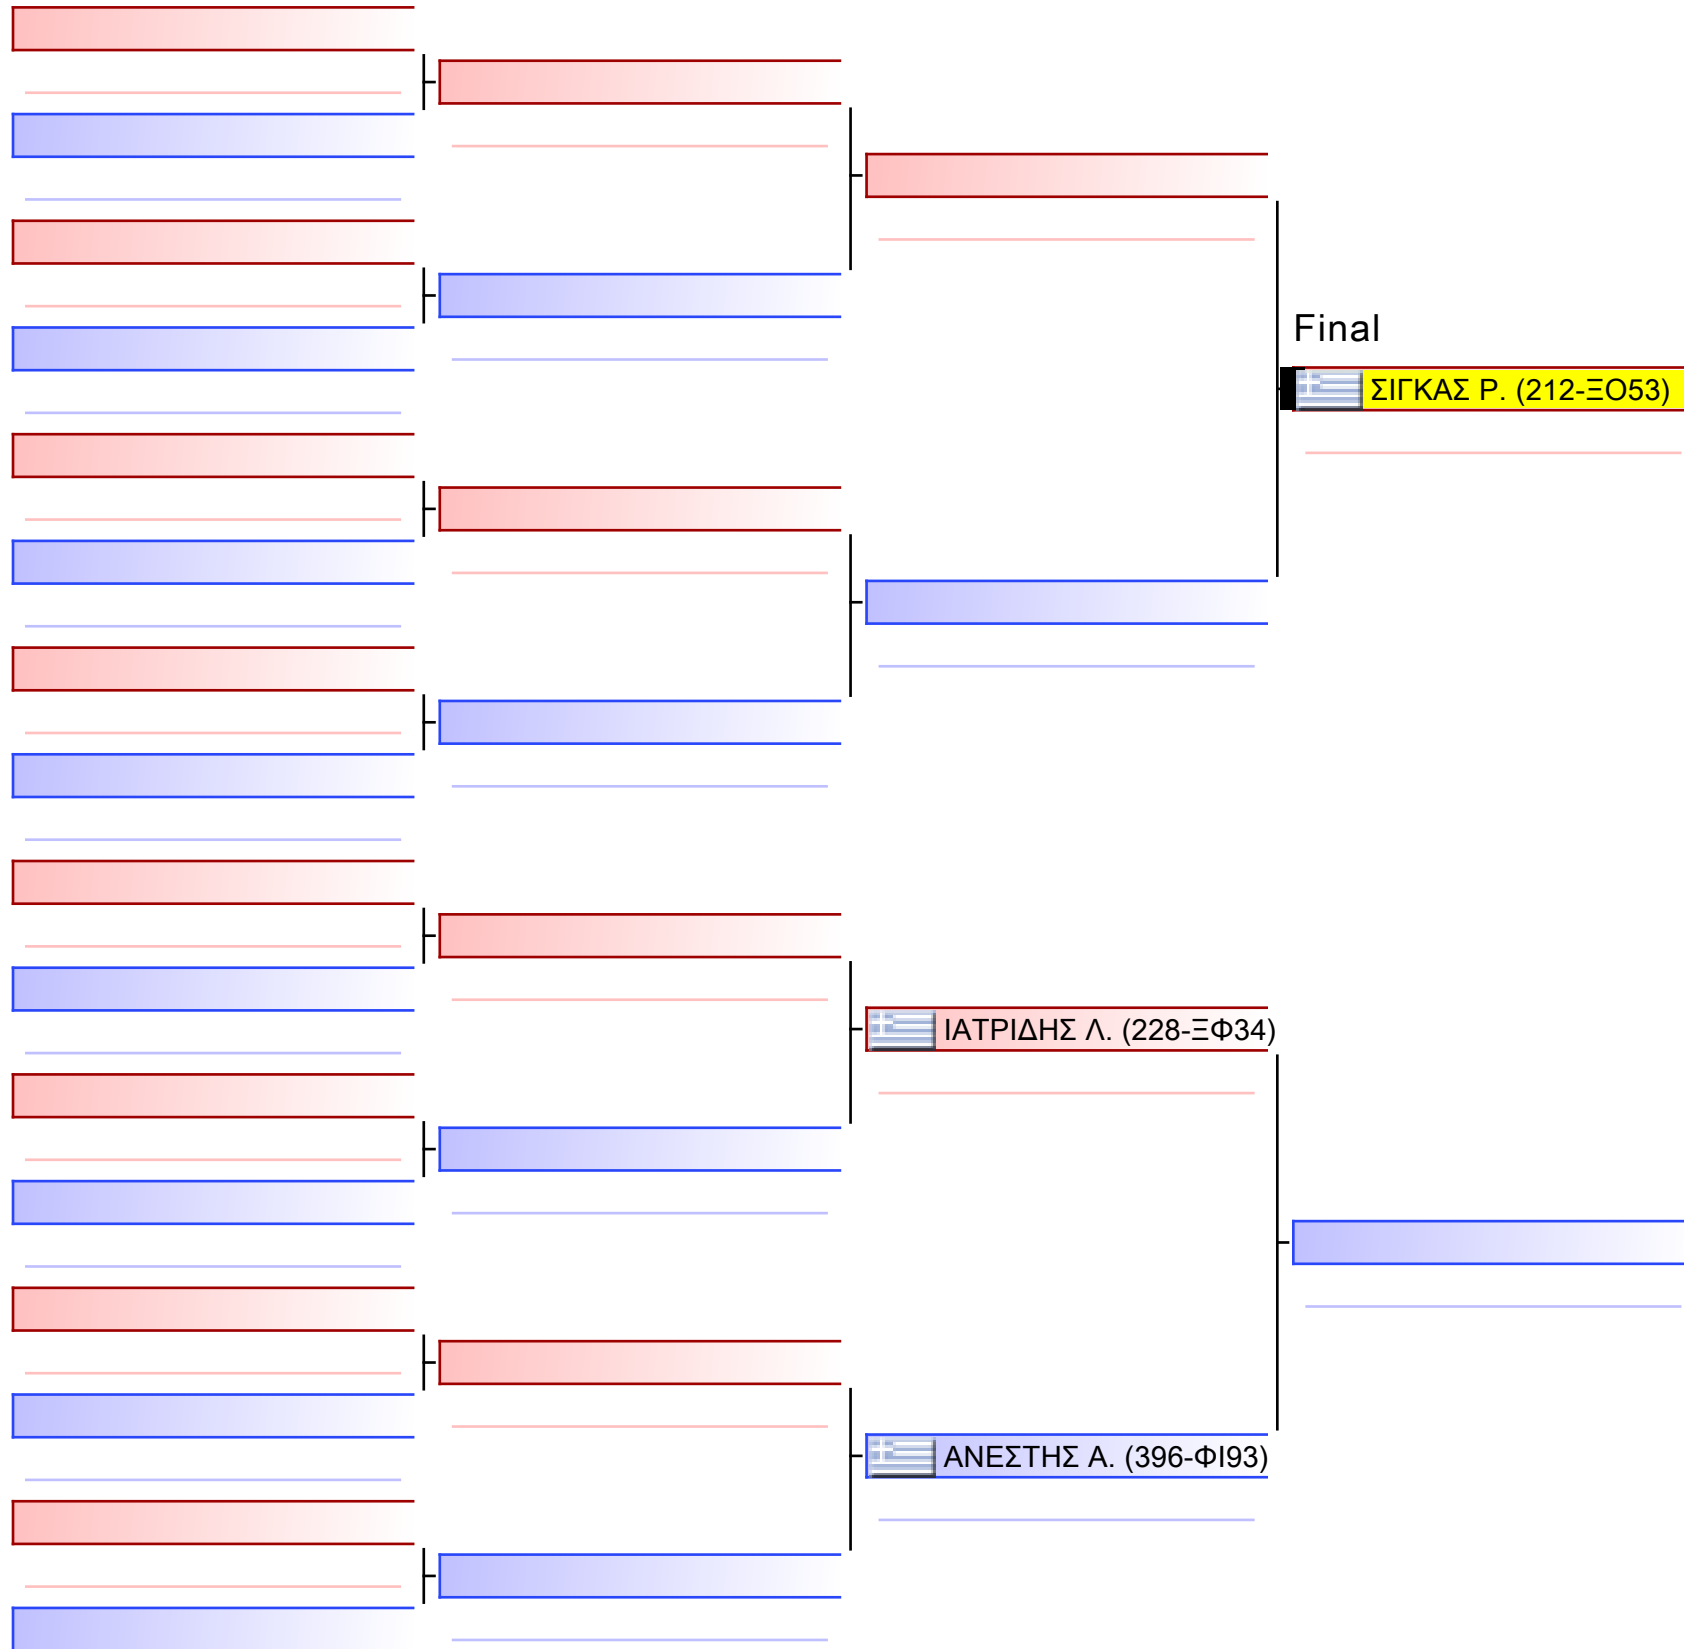 Final
ΣΙΓΚΑΣ Ρ. (212-ΞΟ53)
ΙΑΤΡΙΔΗΣ Λ. (228-ΞΦ34)
ΑΝΕΣΤΗΣ Α. (396-ΦΙ93)